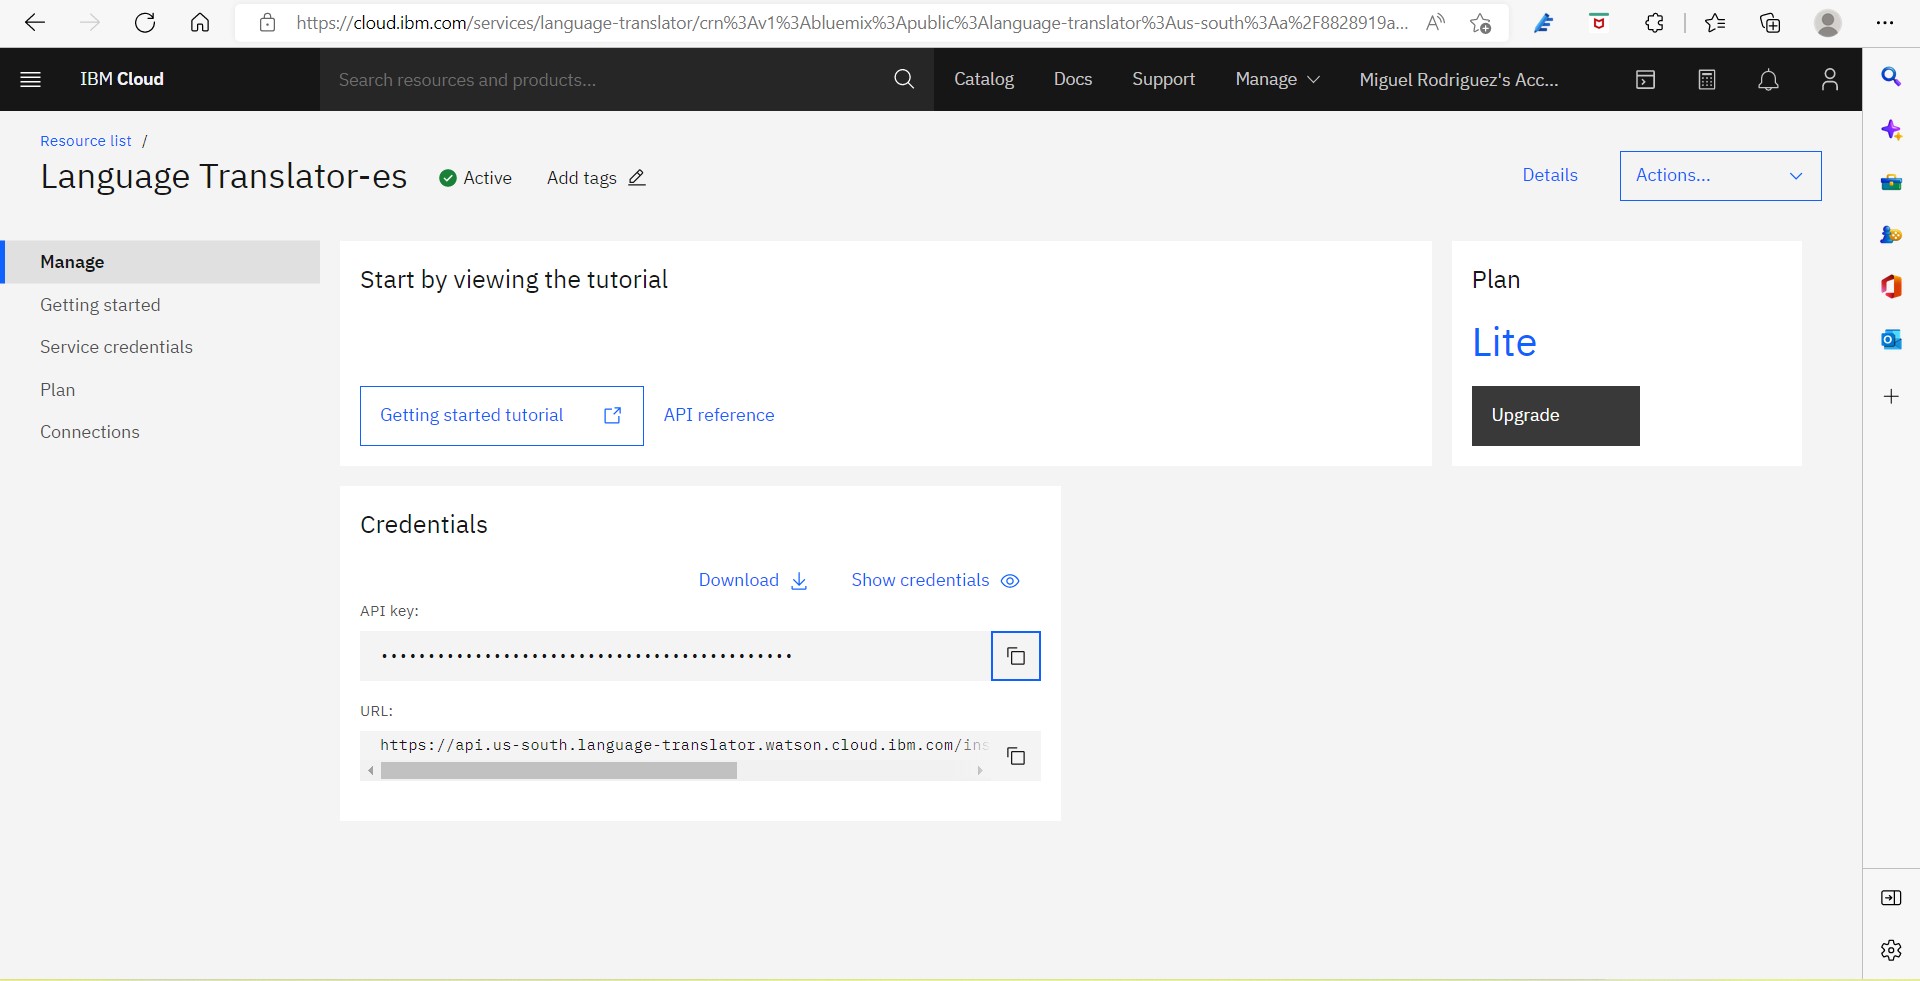 https://cloud.ibm.com/services/language-translator/crn%3Av1%3Abluemix%3Apublic%3Alanguage-translator%3Aus-south%3Aa%2F8828919a...
IBM Cloud
Search resources and products...
Catalog
Docs
Support
Manage
Miguel Rodriguez's Acc...
Resource list /
Language Translator-es
Active
Add tags
Details
Actions...
Manage
Getting started
Service credentials
Plan
Connections
Start by viewing the tutorial
Getting started tutorial
API reference
Plan
Lite
Upgrade
Credentials
Download
Show credentials
API key:
URL:
https://api.us-south.language-translator.watson.cloud.ibm.com/ins